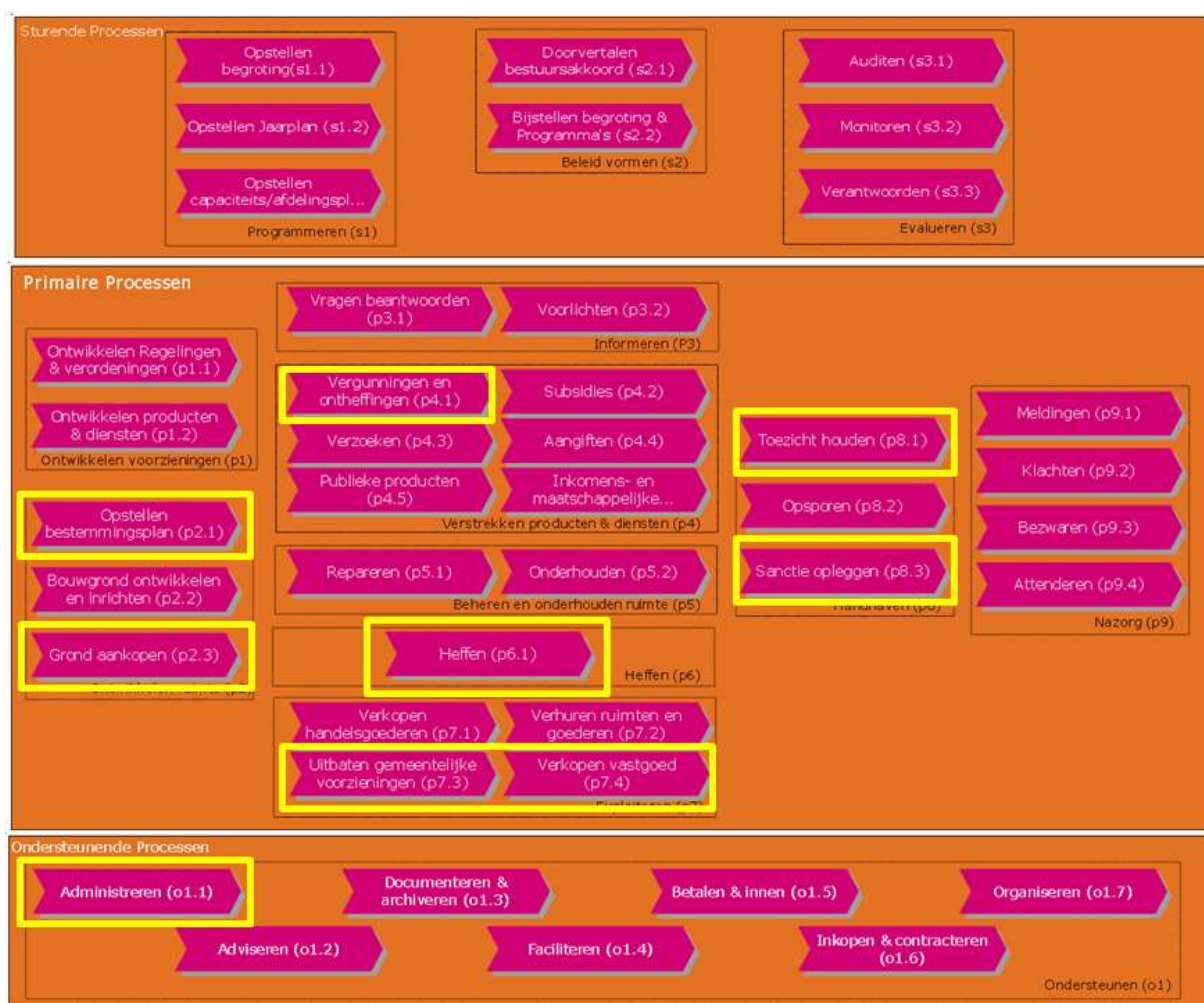 Sturende Processen
Opstellen
begroting(s1.1)
Opstellen Jaarplan (s1.2)
Opstellen
capaciteits/afdelingspl...
Programmeren (s1)
Doorvertalen
bestuursakkoord (s2.1)
Bijstellen begroting &
Programma's (s2.2)
Beleid vormen (s2)
Auditen (s3.1)
Monitoren (s3.2)
Verantwoorden (s3.3)
Evalueren (s3)
Primaire Processen
Ontwikkelen Regelingen
& verordeningen (p1.1)
Ontwikkelen producten
& diensten (p1.2)
Ontwikkelen voorzieningen (p1)
Opstellen
bestemmingsplan (p2.1)
Bouwgrond ontwikkelen
en inrichten (p2.2)
Grond aankopen (p2.3)
Ontwikkelen ruimte (p2)
Vragen beantwoorden
(p3.1)
Voorlichten (p3.2)
Informeren (P3)
Vergunningen en
ontheffingen (p4.1)
Subsidies (p4.2)
Verzoeken (p4.3)
Aangiften (p4.4)
Publieke producten
(p4.5)
Inkomens- en
maatschappelijke...
Verstrekken producten & diensten (p4)
Repareren (p5.1)
Onderhouden (p5.2)
Beheren en onderhouden ruimte (p5)
Heffen (p6.1)
Heffen (p6)
Verkopen
handelsgoederen (p7.1)
Verhuren ruimten en
goederen (p7.2)
Uitbaten gemeentelijke
voorzieningen (p7.3)
Verkopen vastgoed
(p7.4)
Exploiteren (p7)
Toezicht houden (p8.1)
Opsporen (p8.2)
Sanctie opleggen (p8.3)
Handhaven (p8)
Meldingen (p9.1)
Klachten (p9.2)
Bezwaren (p9.3)
Attenderen (p9.4)
Nazorg (p9)
Ondersteunende Processen
Administreren (o1.1)
Documenteren &
archiveren (o1.3)
Betalen & innen (o1.5)
Organiseren (o1.7)
Adviseren (o1.2)
Faciliteren (o1.4)
Inkopen & contracteren
(o1.6)
Ondersteunen (o1)